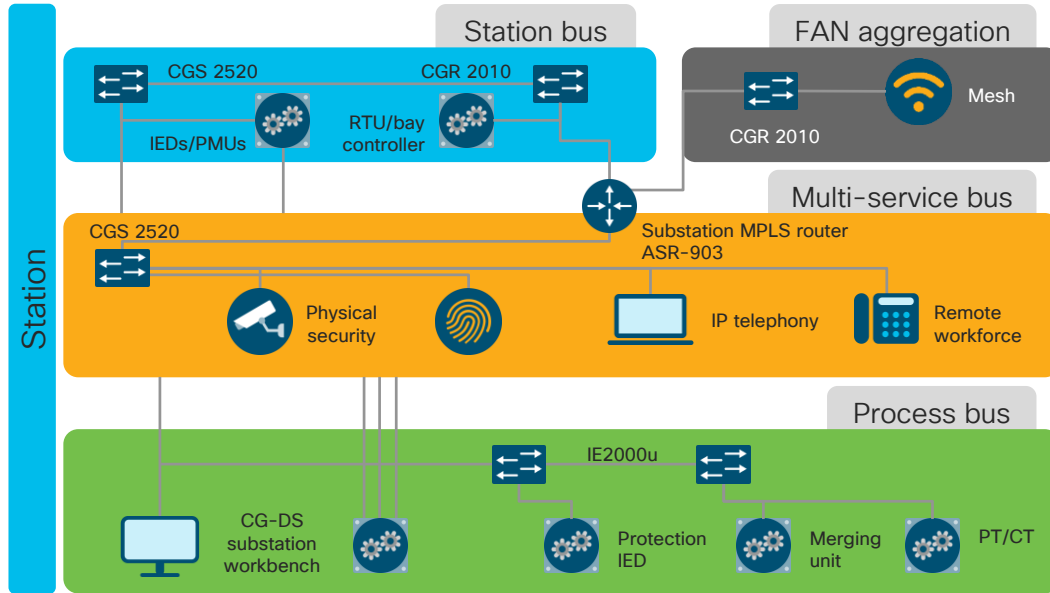 Station
Station bus
FAN aggregation
CGS 2520
CGR 2010
IEDs/PMUs
RTU/bay
controller
CGR 2010
Mesh
Multi-service bus
CGS 2520
Substation MPLS router
ASR-903
Physical
security
IP telephony
Remote
workforce
Process bus
IE2000u
CG-DS
substation
workbench
Protection
IED
Merging
unit
PT/CT